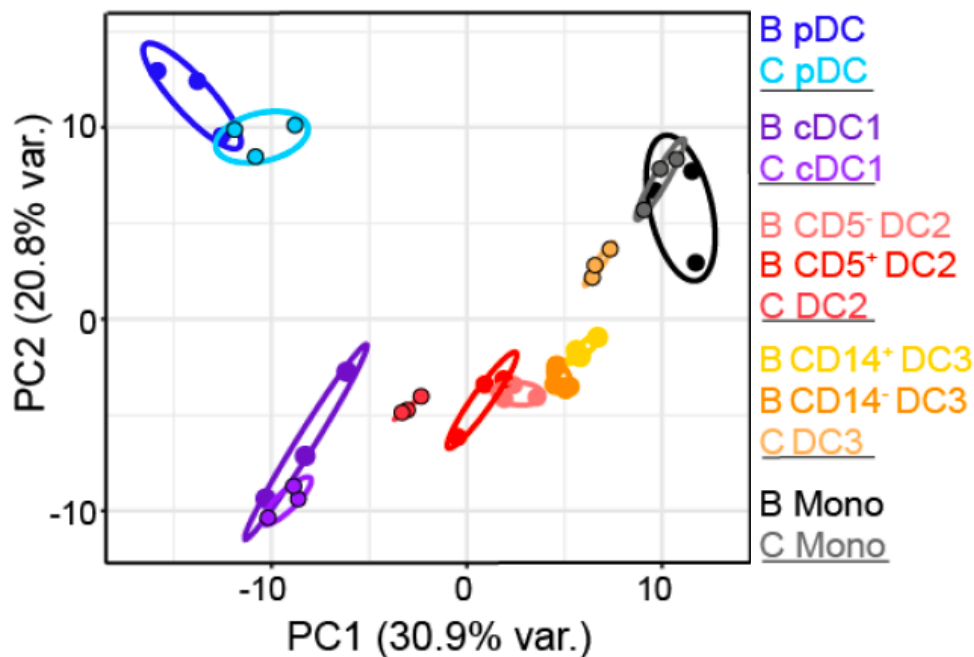 B pDC
C pDC
B cDC1
C cDC1
B CD5⁻ DC2
B CD5⁺ DC2
C DC2
B CD14⁺ DC3
B CD14⁻ DC3
C DC3
B Mono
C Mono
PC2 (20.8% var.)
10
0
-10
-10
0
10
PC1 (30.9% var.)